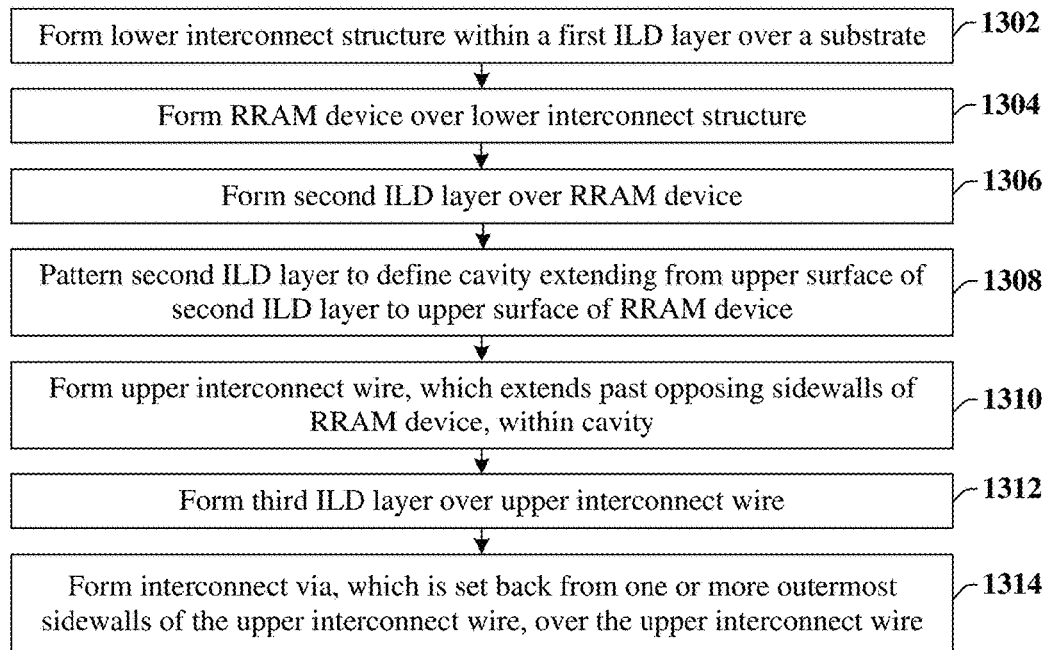 Form lower interconnect structure within a first ILD layer over a substrate
1302
Form RRAM device over lower interconnect structure
1304
Form second ILD layer over RRAM device
1306
Pattern second ILD layer to define cavity extending from upper surface of
second ILD layer to upper surface of RRAM device
1308
Form upper interconnect wire, which extends past opposing sidewalls of
RRAM device, within cavity
1310
Form third ILD layer over upper interconnect wire
1312
Form interconnect via, which is set back from one or more outermost
sidewalls of the upper interconnect wire, over the upper interconnect wire
1314